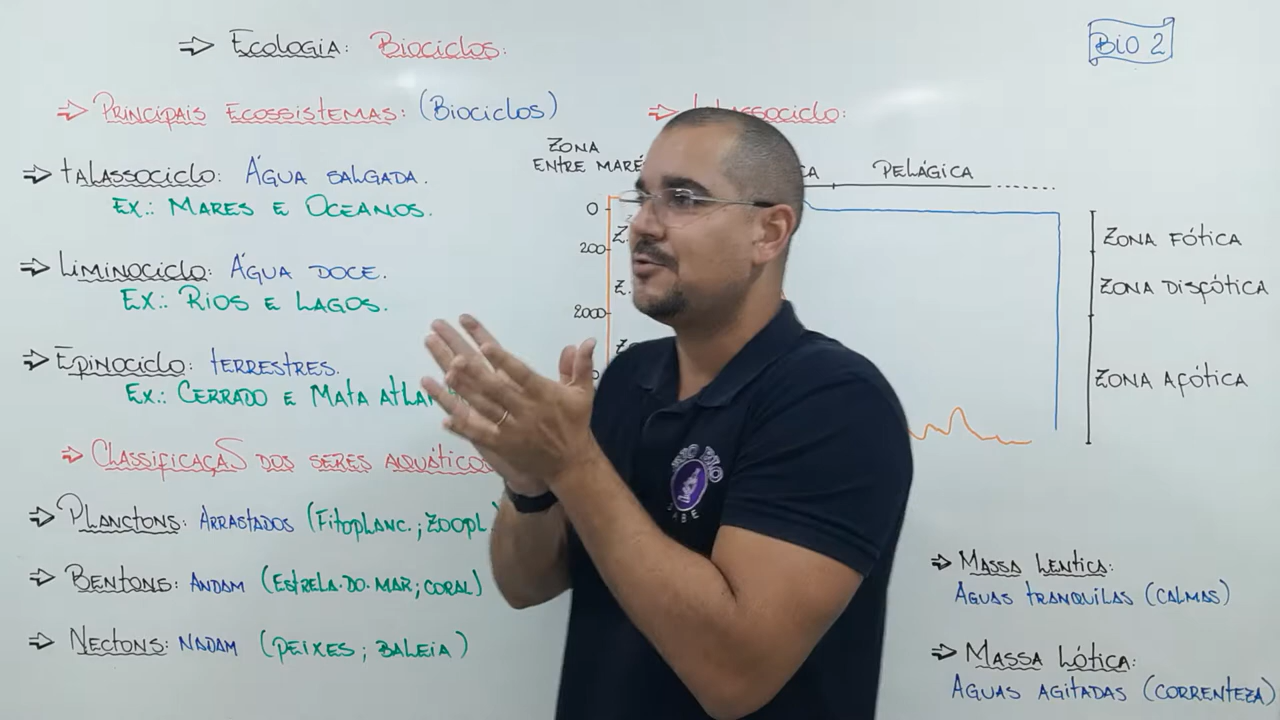 ⇨ Ecologia: Biociclos:
BIO 2
⇨ Principais Ecossistemas: (Biociclos)
⇨ Talassociclo: Água salgada.
Ex.: Mares e Oceanos.
⇨ Liminociclo: Água doce.
Ex.: Rios e Lagos.
⇨ Epinociclo: terrestres.
Ex.: Cerrado e Mata
⇨ Classificação dos seres
⇨ Planctons: Arrastados (Fitoplanc.; Zoopl.
⇨ Bentons: Andam (Estrela-do-mar; coral)
⇨ Nectons: Nadam (peixes; baleia)
Zona
entre
Pelágica
0
200
2000
Zona Fótica
Zona Disfótica
Zona Afótica
⇨ Massa Lentica:
Águas tranquilas (calmas)
⇨ Massa Lótica:
Águas agitadas (correnteza)